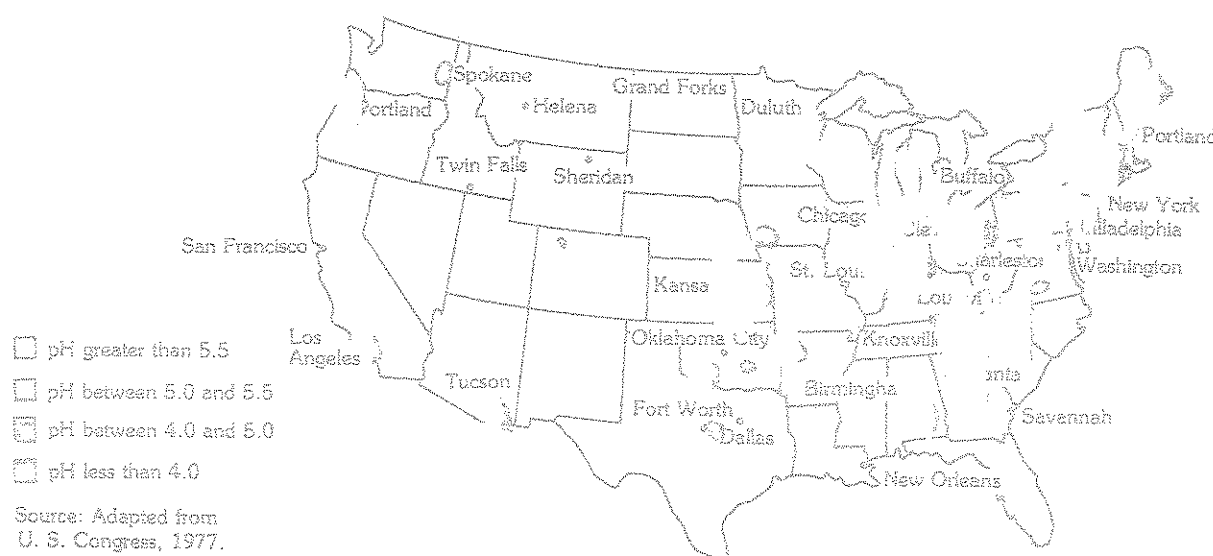 Spokane
Grand Forks
Portland
Helena
Duluth
Portland
Twin Falls
Sheridan
Buffalo
Chicago
New York
San Francisco
Washington
Kansa
St. Lou
Los
Angeles
Oklahoma City
Knoxvill
pH greater than 5.5
Tucson
Birmingha
pH between 5.0 and 5.5
Fort Worth
Savannah
pH between 4.0 and 5.0
Dallas
pH less than 4.0
New Orleans
Source: Adapted from
U. S. Congress, 1977.